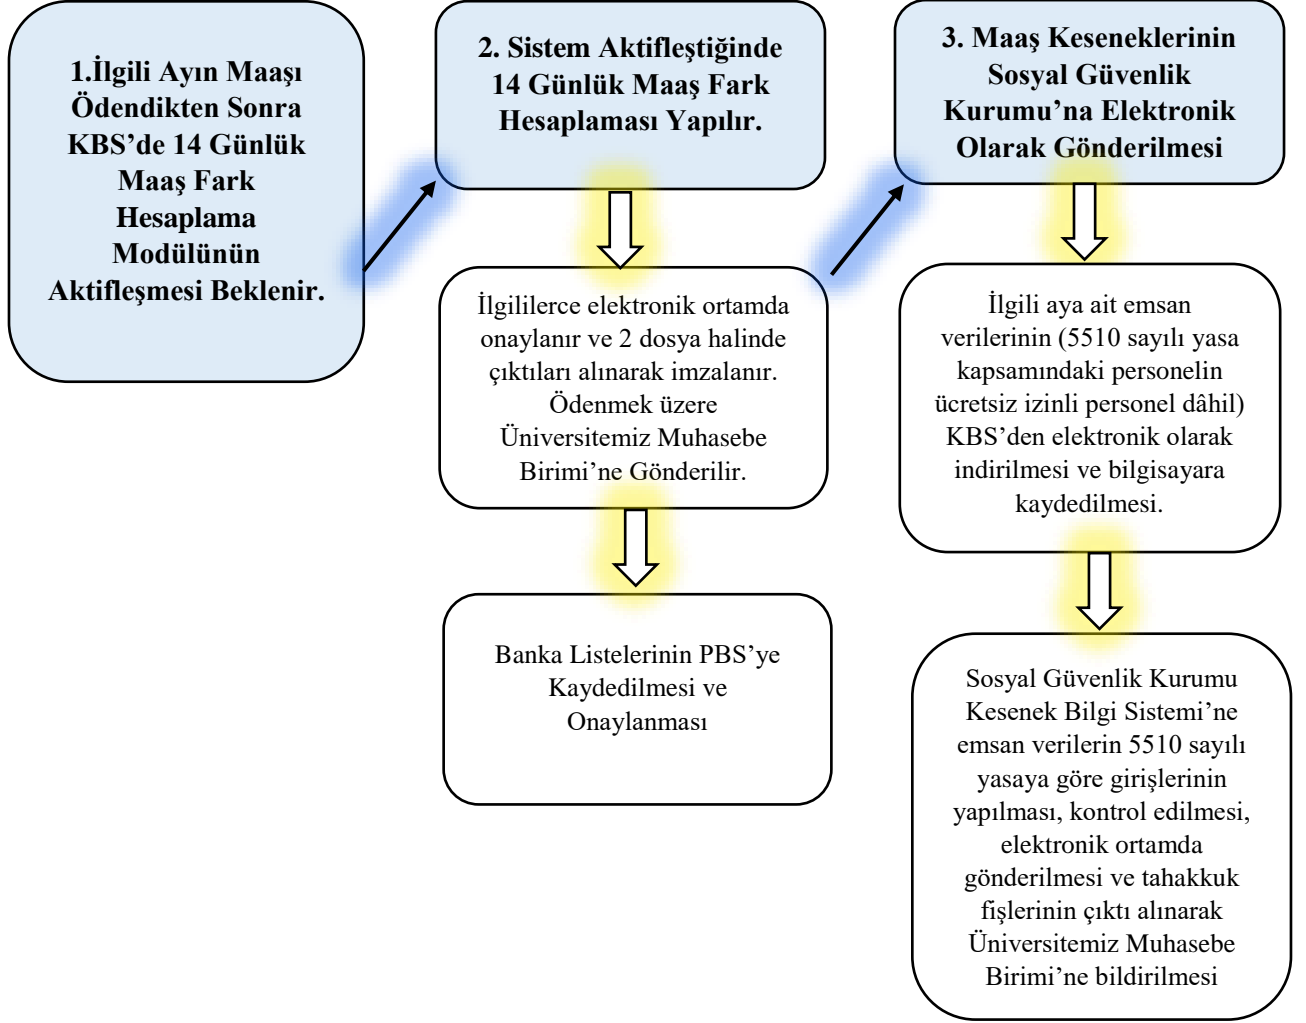 1.İlgili Ayın Maaşı
Ödendikten Sonra
KBS’de 14 Günlük
Maaş Fark
Hesaplama
Modülünün
Aktifleşmesi Beklenir.
2. Sistem Aktifleştiğinde
14 Günlük Maaş Fark
Hesaplaması Yapılır.
İlgililerce elektronik ortamda
onaylanır ve 2 dosya halinde
çıktıları alınarak imzalanır.
Ödenmek üzere
Üniversitemiz Muhasebe
Birimi’ne Gönderilir.
Banka Listelerinin PBS’ye
Kaydedilmesi ve
Onaylanması
3. Maaş Keseneklerinin
Sosyal Güvenlik
Kurumu’na Elektronik
Olarak Gönderilmesi
İlgili aya ait emsan
verilerinin (5510 sayılı yasa
kapsamındaki personelin
ücretsiz izinli personel dâhil)
KBS’den elektronik olarak
indirilmesi ve bilgisayara
kaydedilmesi.
Sosyal Güvenlik Kurumu
Kesenek Bilgi Sistemi’ne
emsan verilerin 5510 sayılı
yasaya göre girişlerinin
yapılması, kontrol edilmesi,
elektronik ortamda
gönderilmesi ve tahakkuk
fişlerinin çıktı alınarak
Üniversitemiz Muhasebe
Birimi’ne bildirilmesi